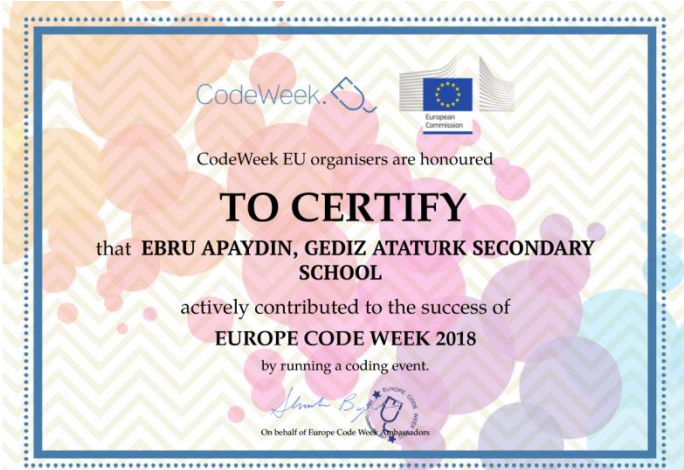 CodeWeek.EU
European
Commission
CodeWeek EU organisers are honoured
TO CERTIFY
that EBRU APAYDIN, GEDIZ ATATURK SECONDARY
SCHOOL
actively contributed to the success of
EUROPE CODE WEEK 2018
by running a coding event.
EUROPE CODE WEEK
On behalf of Europe Code Week Ambassadors